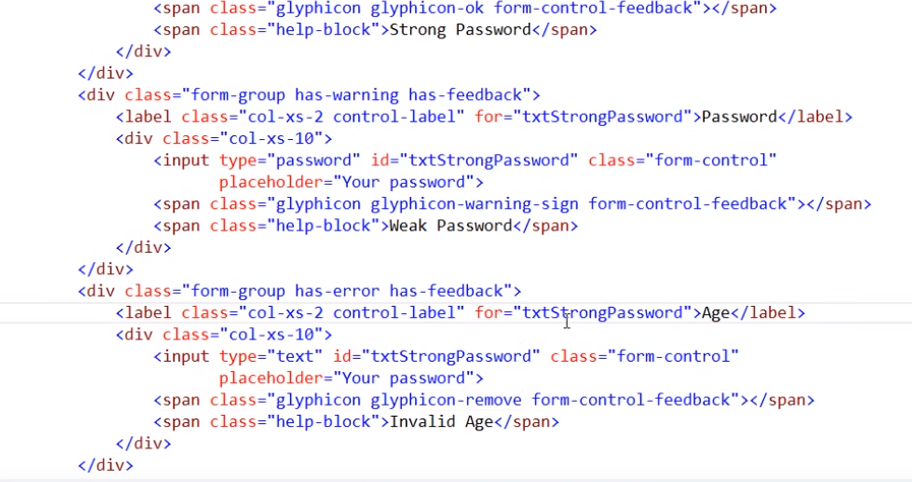 <span class="glyphicon glyphicon-ok form-control-feedback"></span>
<span class="help-block">Strong Password</span>
</div>
</div>
<div class="form-group has-warning has-feedback">
<label class="col-xs-2 control-label" for="txtStrongPassword">Password</label>
<div class="col-xs-10">
<input type="password" id="txtStrongPassword" class="form-control"
placeholder="Your password">
<span class="glyphicon glyphicon-warning-sign form-control-feedback"></span>
<span class="help-block">Weak Password</span>
</div>
</div>
<div class="form-group has-error has-feedback">
<label class="col-xs-2 control-label" for="txtStrongPassword">Age</label>
<div class="col-xs-10">
<input type="text" id="txtStrongPassword" class="form-control"
placeholder="Your password">
<span class="glyphicon glyphicon-remove form-control-feedback"></span>
<span class="help-block">Invalid Age</span>
</div>
</div>